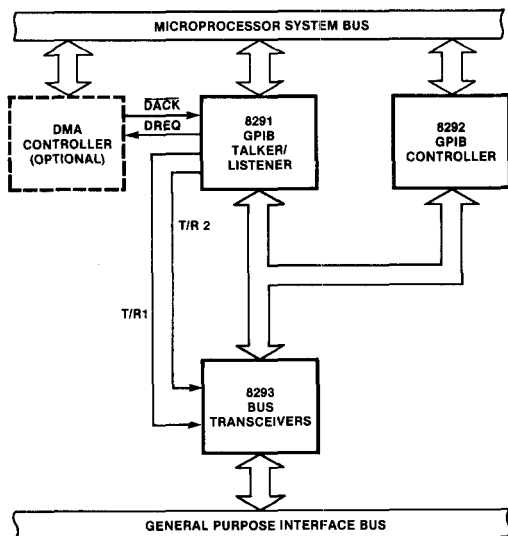 MICROPROCESSOR SYSTEM BUS
DMA
CONTROLLER
(OPTIONAL)
DACK
DREQ
8291
GPIB
TALKER/
LISTENER
8292
GPIB
CONTROLLER
T/R 2
T/R1
8293
BUS
TRANSCEIVERS
GENERAL PURPOSE INTERFACE BUS